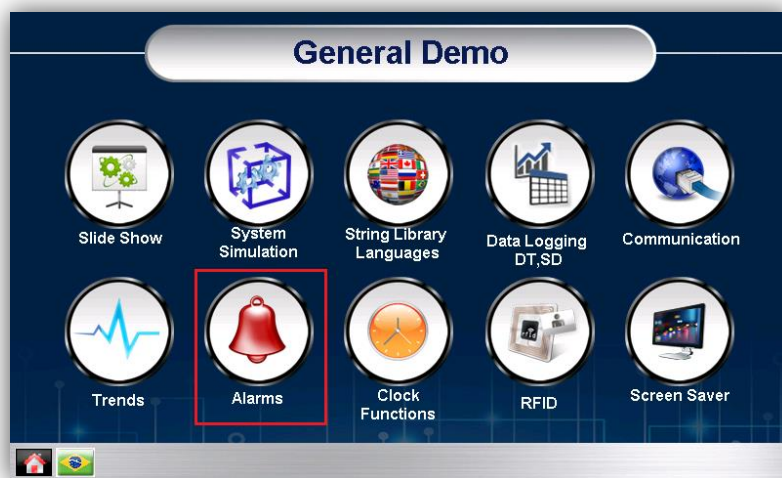 General Demo
Slide Show
System
Simulation
String Library
Languages
Data Logging
DT,SD
Communication
Trends
Alarms
Clock
Functions
RFID
Screen Saver